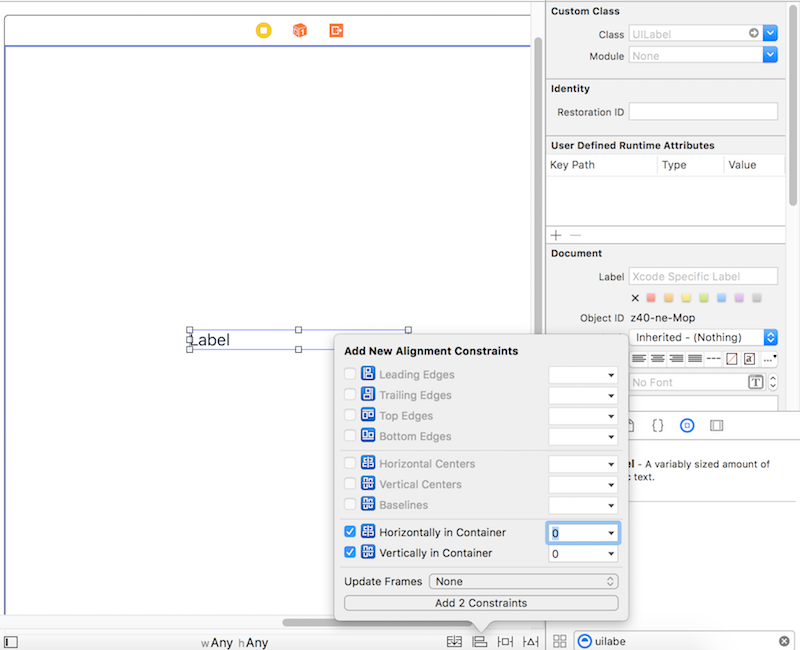 Custom Class
Class UILabel
Module None
Identity
Restoration ID
User Defined Runtime Attributes
Key Path Type Value
Document
Label Xcode Specific Label
Object ID z40-ne-Mop
Inherited - (Nothing)
No Font T
Label
Add New Alignment Constraints
Leading Edges
Trailing Edges
Top Edges
Bottom Edges
Horizontal Centers
Vertical Centers
Baselines
Horizontally in Container 0
Vertically in Container 0
Update Frames None
Add 2 Constraints
- A variably sized amount of
text.
wAny hAny
uilabe